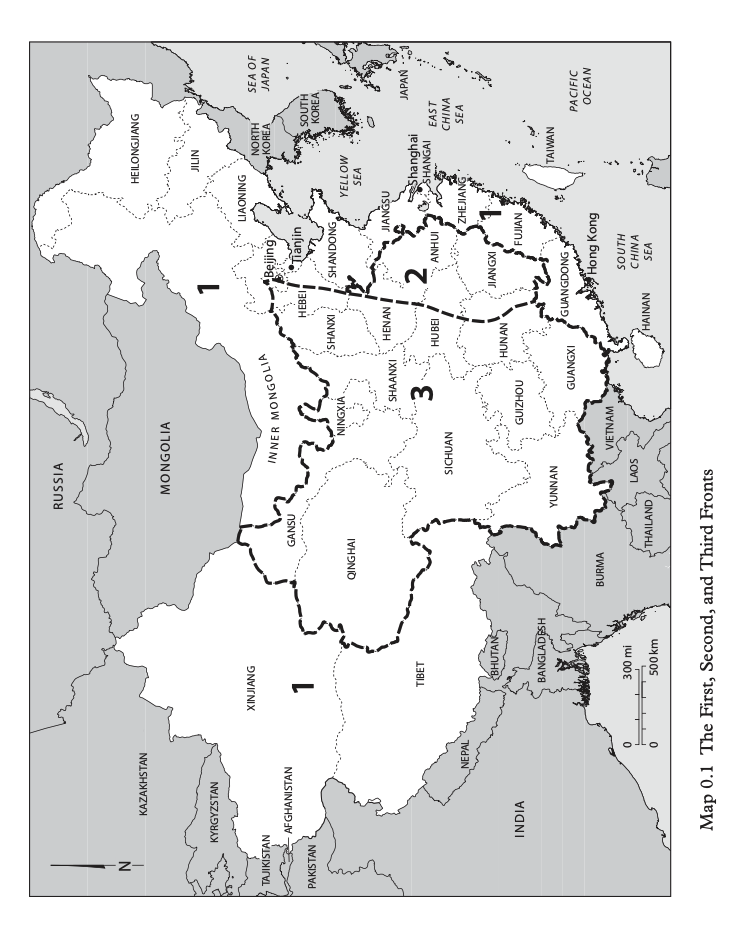 RUSSIA
KAZAKHSTAN
MONGOLIA
KYRGYZSTAN
TAJIKISTAN
AFGHANISTAN
PAKISTAN
N
XINJIANG
1
TIBET
QINGHAI
GANSU
INNER MONGOLIA
1
HEILONGJIANG
JILIN
LIAONING
NORTH
KOREA
SOUTH
KOREA
SEA OF
JAPAN
JAPAN
Beijing
Tianjin
HEBEI
SHANDONG
SHANXI
NINGXIA
SHAANXI
HENAN
YELLOW
SEA
JIANGSU
Shanghai
SHANGAI
EAST
CHINA
SEA
PACIFIC
OCEAN
2
ANHUI
ZHEJIANG
1
3
HUBEI
SICHUAN
HUNAN
JIANGXI
FUJIAN
TAIWAN
GUIZHOU
YUNNAN
GUANGXI
GUANGDONG
Hong Kong
SOUTH
CHINA
SEA
HAINAN
VIETNAM
LAOS
THAILAND
BURMA
BANGLADESH
BHUTAN
NEPAL
INDIA
0 300 mi
0 500 km
Map 0.1 The First, Second, and Third Fronts